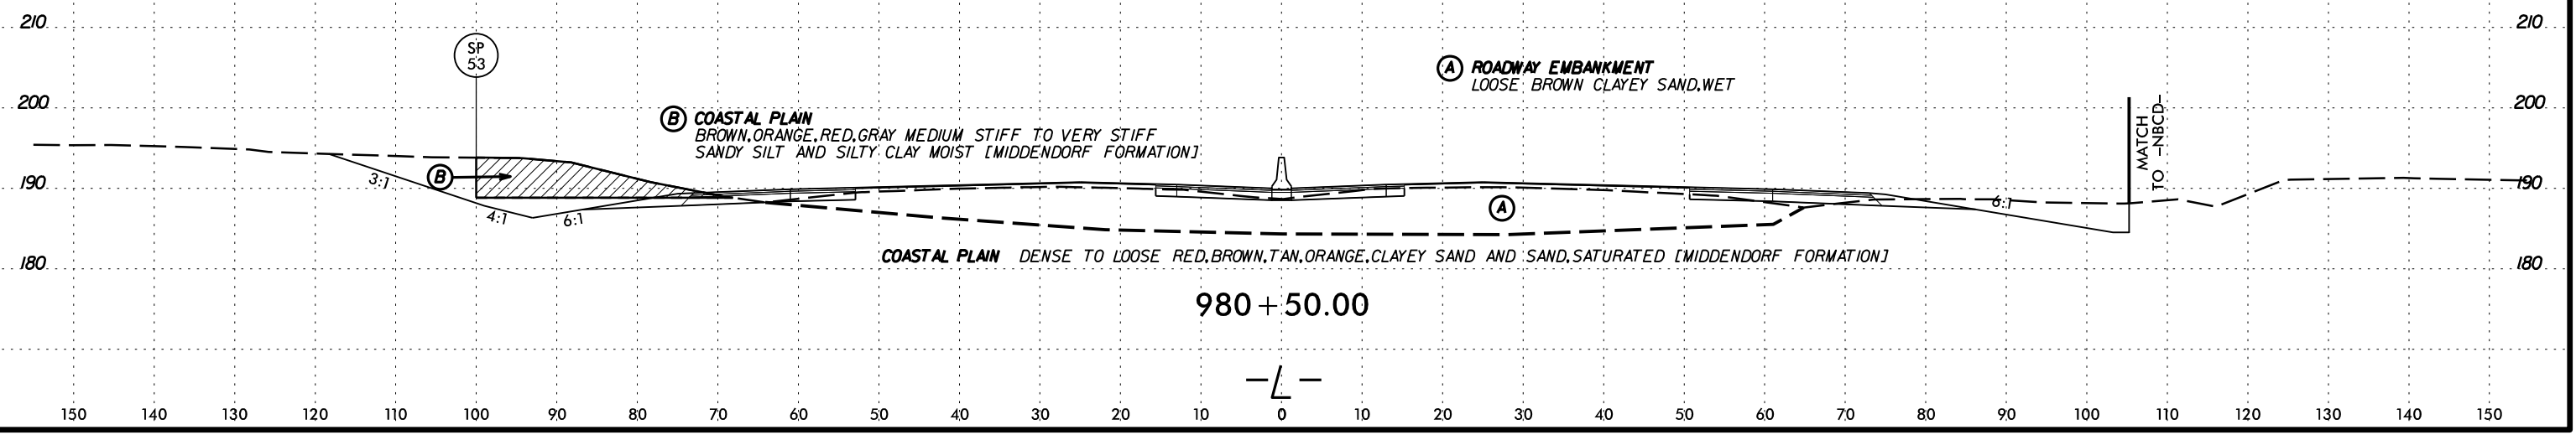 210
210
SP
53
A ROADWAY EMBANKMENT
LOOSE BROWN CLAYEY SAND,WET
200
200
B COASTAL PLAIN
BROWN,ORANGE,RED,GRAY MEDIUM STIFF TO VERY STIFF
SANDY SILT AND SILTY CLAY MOIST [MIDDENDORF FORMATION]
MATCH
TO -NBCD-
3:1
B
190
190
4:1
6:1
A
6:1
180
COASTAL PLAIN DENSE TO LOOSE RED,BROWN,TAN,ORANGE,CLAYEY SAND AND SAND,SATURATED [MIDDENDORF FORMATION]
180
980+50.00
-L-
150 140 130 120 110 100 90 80 70 60 50 40 30 20 10 0 10 20 30 40 50 60 70 80 90 100 110 120 130 140 150